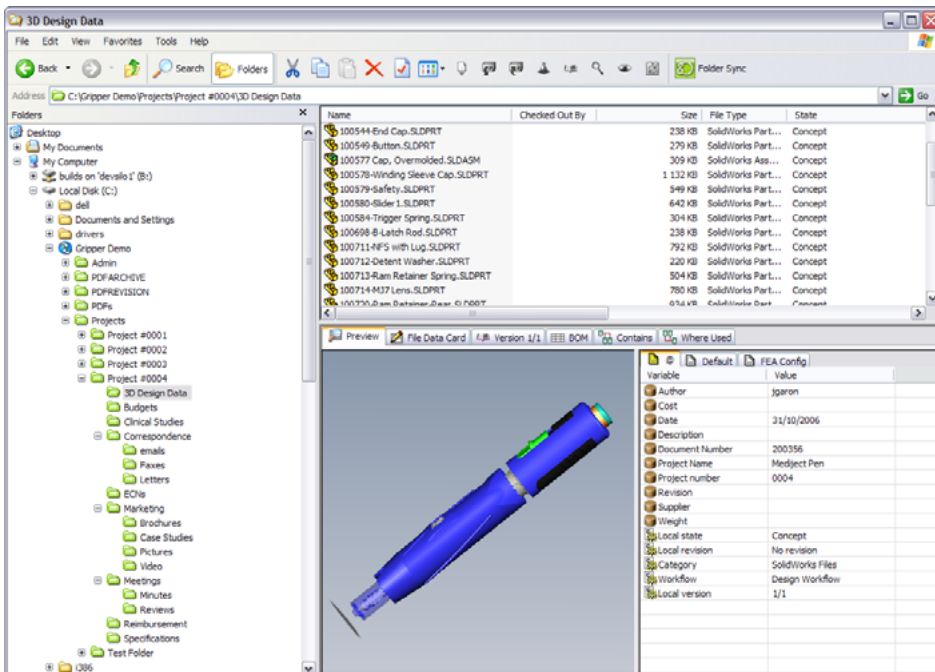 3D Design Data
File Edit View Favorites Tools Help
Back Search Folders Folder Sync
Address C:\Gripper Demo\Projects\Project #0004\3D Design Data Go
Folders
Desktop
My Documents
My Computer
builds on 'devsilo1' (B:)
Local Disk (C:)
dell
Documents and Settings
drivers
Gripper Demo
Admin
PDFARCHIVE
PDFREVISION
PDFs
Projects
Project #0001
Project #0002
Project #0003
Project #0004
3D Design Data
Budgets
Clinical Studies
Correspondence
emails
Faxes
Letters
ECNs
Marketing
Brochures
Case Studies
Pictures
Video
Meetings
Minutes
Reviews
Reimbursement
Specifications
Test Folder
i386
Name Checked Out By Size File Type State
100544-End Cap.SLDPRT 238 KB SolidWorks Part... Concept
100549-Button.SLDPRT 279 KB SolidWorks Part... Concept
100577 Cap, Overmolded.SLDASM 309 KB SolidWorks Ass... Concept
100578-Winding Sleeve Cap.SLDPRT 1 132 KB SolidWorks Part... Concept
100579-Safety.SLDPRT 549 KB SolidWorks Part... Concept
100580-Slider1.SLDPRT 642 KB SolidWorks Part... Concept
100584-Trigger Spring.SLDPRT 304 KB SolidWorks Part... Concept
100698-B-Latch Rod.SLDPRT 238 KB SolidWorks Part... Concept
100711-NFS with Lug.SLDPRT 792 KB SolidWorks Part... Concept
100712-Detent Washer.SLDPRT 220 KB SolidWorks Part... Concept
100713-Ram Retainer Spring.SLDPRT 504 KB SolidWorks Part... Concept
100714-MJ7 Lens.SLDPRT 780 KB SolidWorks Part... Concept
100720-Ram Retainer-Rear.SLDPRT 934 KB SolidWorks Part... Concept
Preview File Data Card Version 1/1 BOM Contains Where Used
@ Default FEA Config
Variable Value
Author jgaron
Cost
Date 31/10/2006
Description
Document Number 200356
Project Name Mediject Pen
Project number 0004
Revision
Supplier
Weight
Local state Concept
Local revision No revision
Category SolidWorks Files
Workflow Design Workflow
Local version 1/1